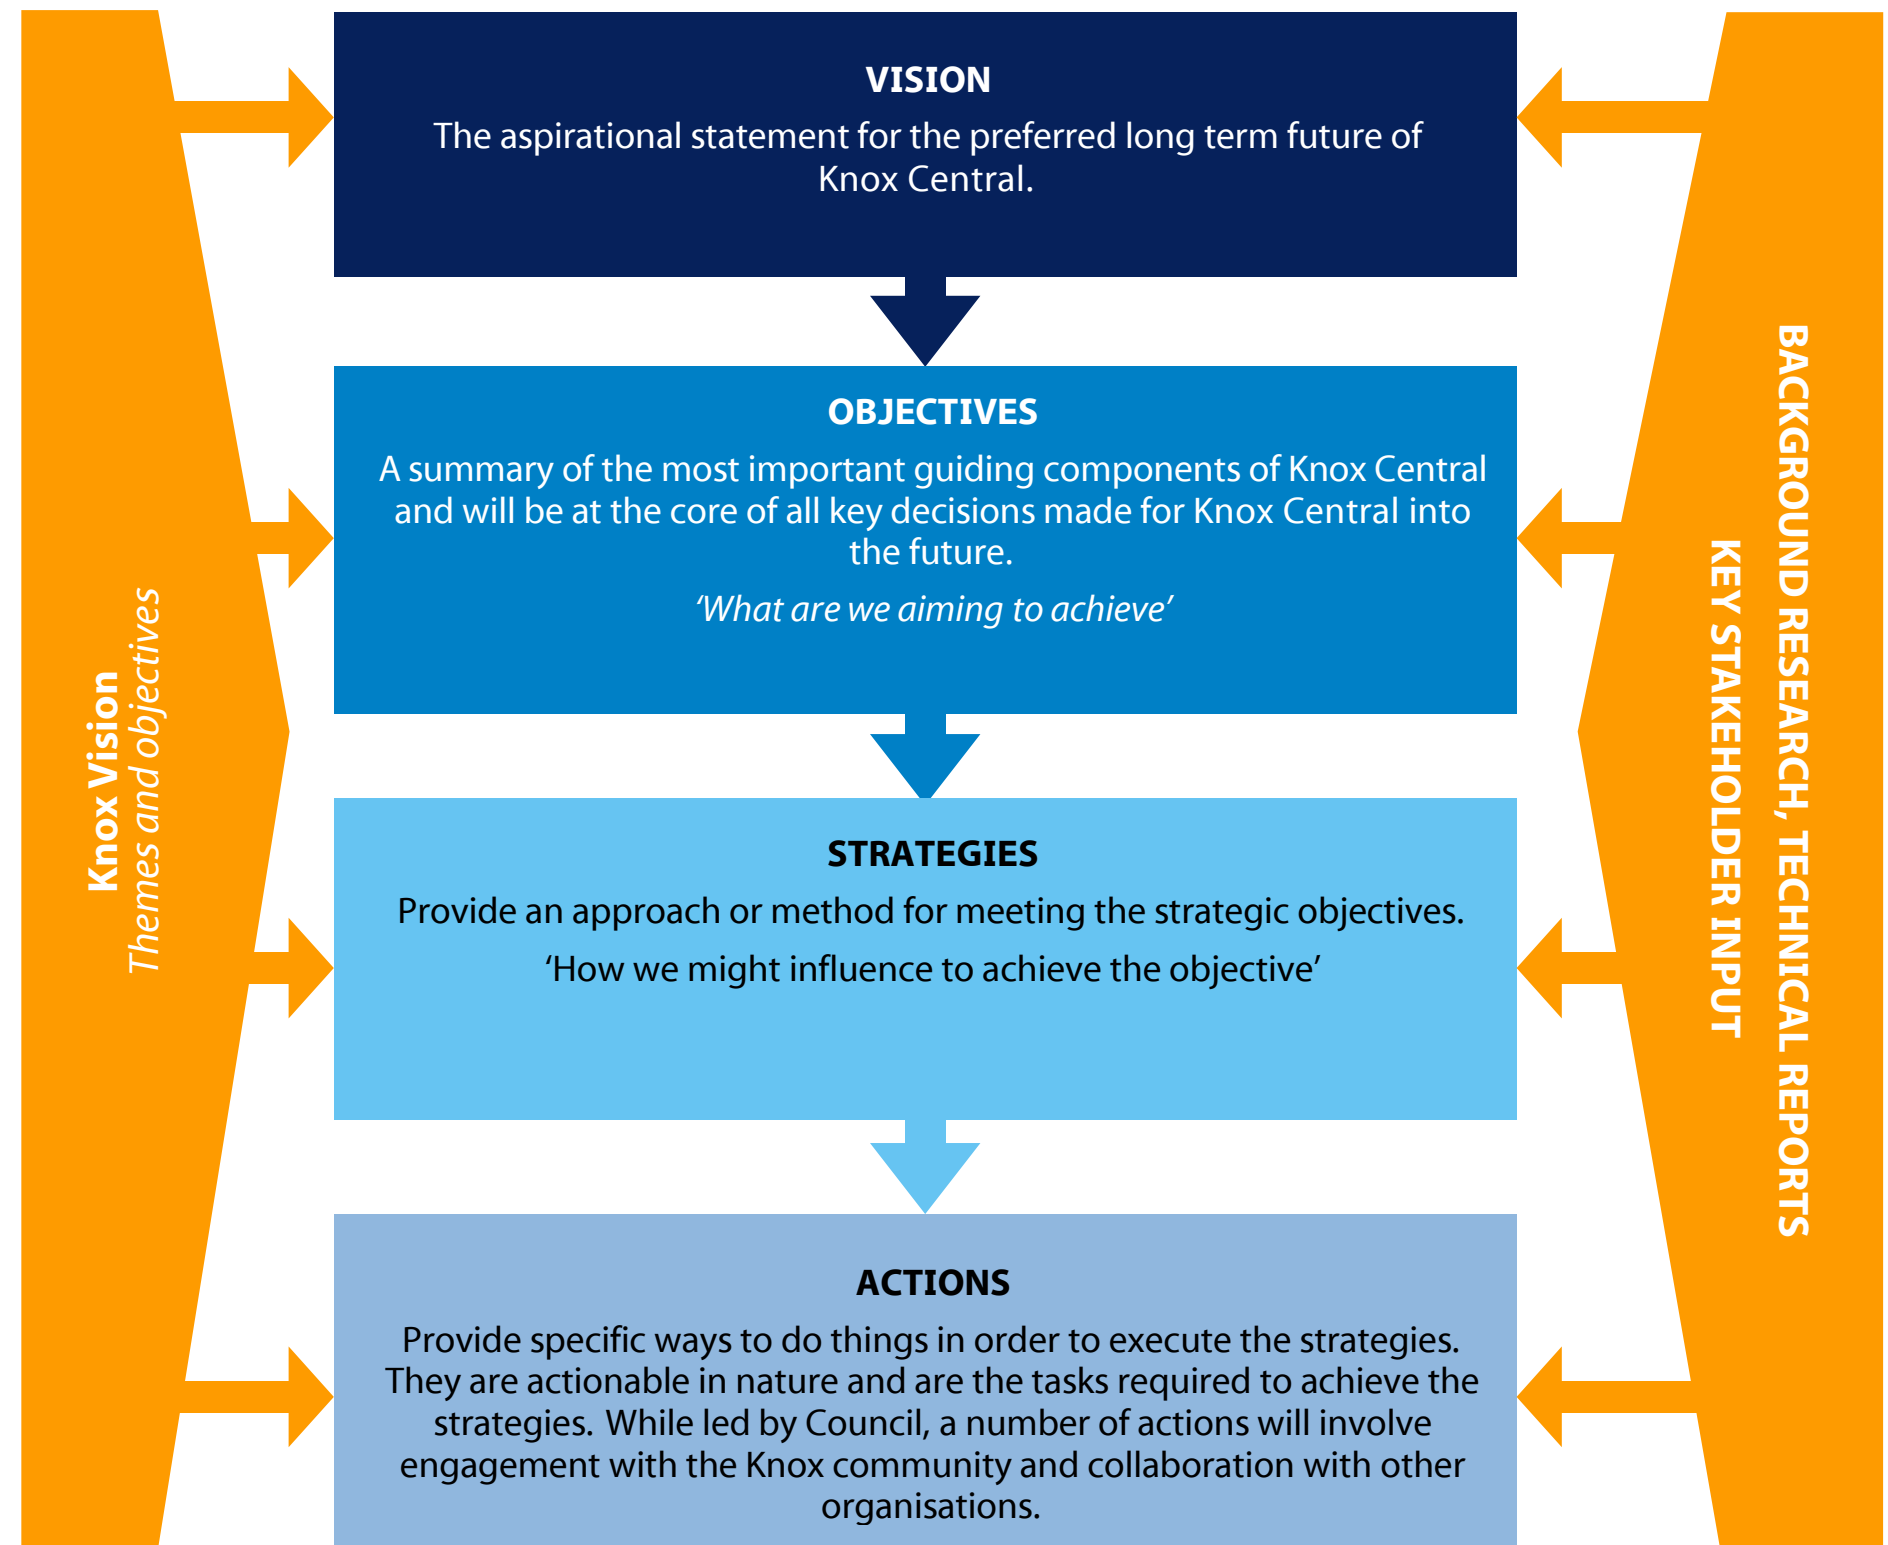 VISION
The aspirational statement for the preferred long term future of
Knox Central.
OBJECTIVES
A summary of the most important guiding components of Knox Central
and will be at the core of all key decisions made for Knox Central into
the future.
‘What are we aiming to achieve’
STRATEGIES
Provide an approach or method for meeting the strategic objectives.
‘How we might influence to achieve the objective’
ACTIONS
Provide specific ways to do things in order to execute the strategies.
They are actionable in nature and are the tasks required to achieve the
strategies. While led by Council, a number of actions will involve
engagement with the Knox community and collaboration with other
organisations.
Knox Vision
Themes and objectives
BACKGROUND RESEARCH, TECHNICAL REPORTS
KEY STAKEHOLDER INPUT